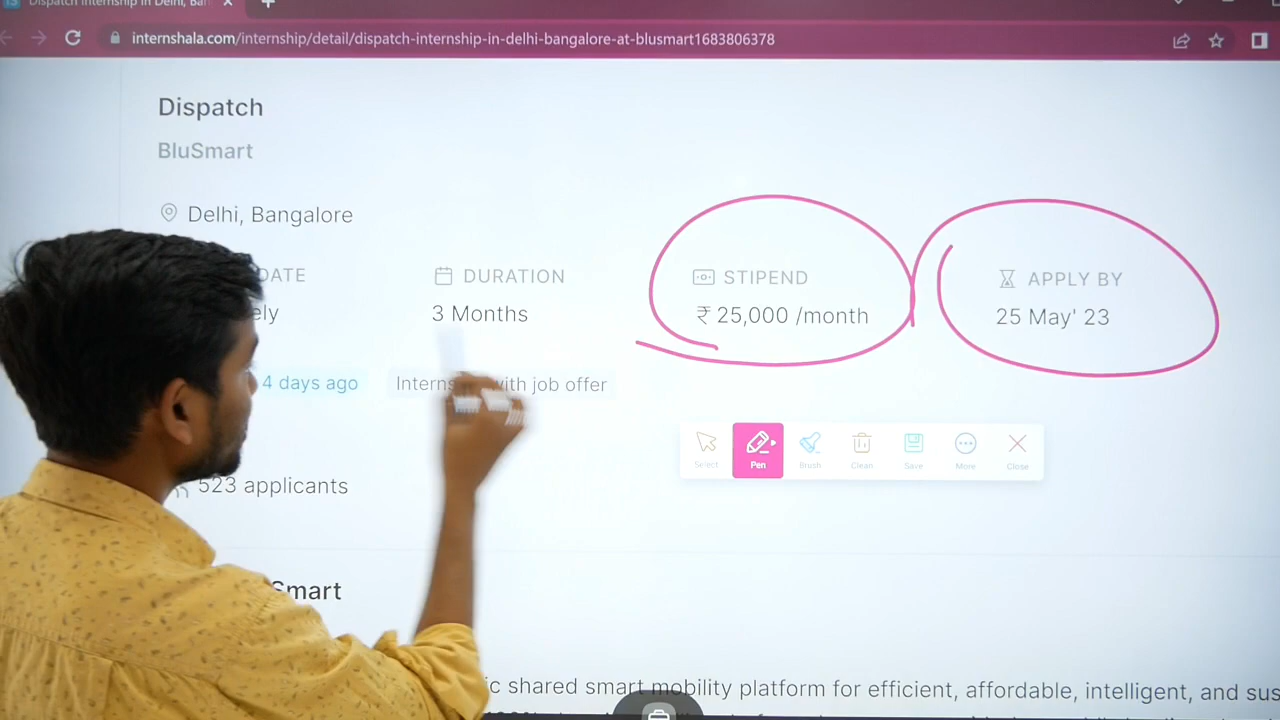 Dispatch Internship in Delhi, Ban
internshala.com/internship/detail/dispatch-internship-in-delhi-bangalore-at-blusmart1683806378
Dispatch
BluSmart
Delhi, Bangalore
DATE DURATION STIPEND APPLY BY
ely 3 Months ₹ 25,000 /month 25 May' 23
4 days ago Interns with job offer
Select Pen Brush Clean Save More Close
523 applicants
Smart
ic shared smart mobility platform for efficient, affordable, intelligent, and sus